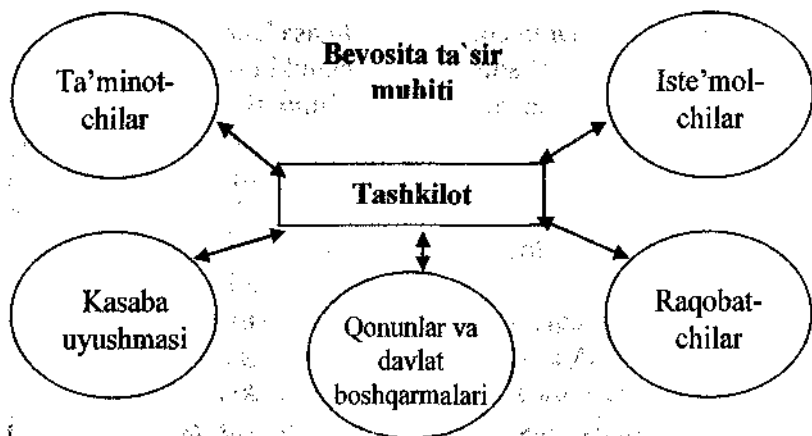 Bevosita ta`sir
muhiti
Ta’minot-
chilar
Iste’mol-
chilar
Tashkilot
Kasaba
uyushmasi
Qonunlar va
davlat
boshqarmalari
Raqobat-
chilar